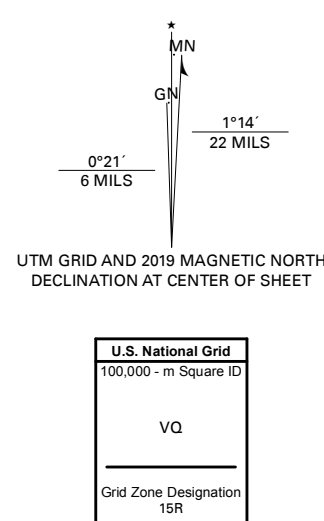 MN
GN
1°14´
22 MILS
0°21´
6 MILS
UTM GRID AND 2019 MAGNETIC NORTH
DECLINATION AT CENTER OF SHEET
U.S. National Grid
100,000 - m Square ID
VQ
Grid Zone Designation
15R